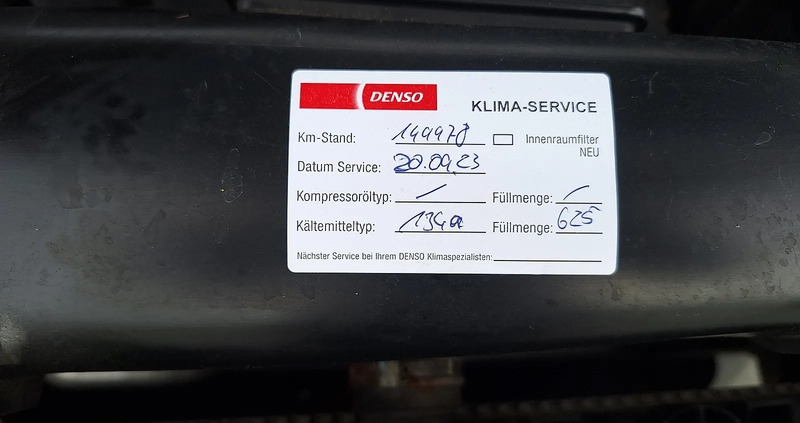 DENSO KLIMA-SERVICE
Km-Stand: 149978 Innenraumfilter
NEU
Datum Service: 20.09.23
Kompressoröltyp: / Füllmenge: /
Kältemitteltyp: 134a Füllmenge: 625
Nächster Service bei Ihrem DENSO Klimaspezialisten: